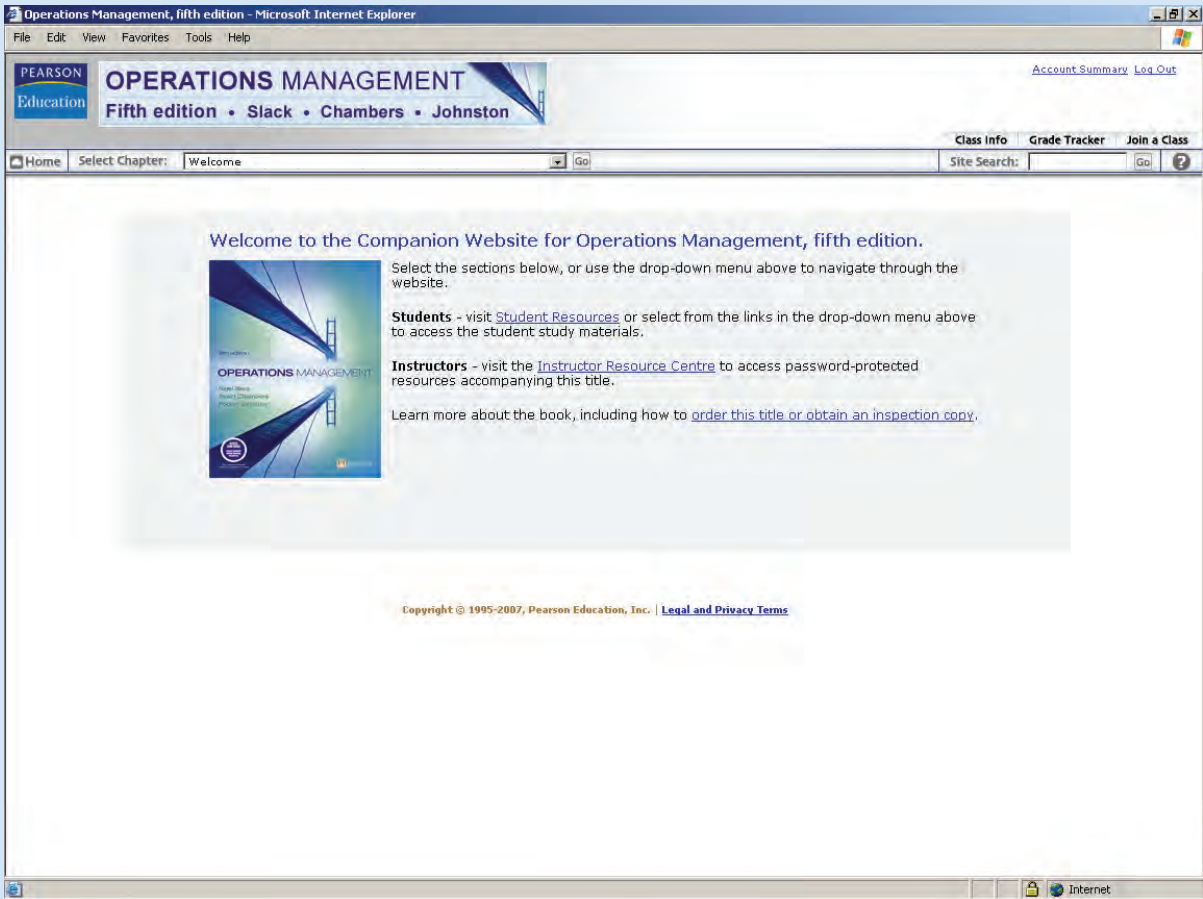 Operations Management, fifth edition - Microsoft Internet Explorer
File Edit View Favorites Tools Help
PEARSON
Education
OPERATIONS MANAGEMENT
Fifth edition • Slack • Chambers • Johnston
Account Summary Log Out
Class Info Grade Tracker Join a Class
Home Select Chapter: Welcome Go Site Search: Go ?
Welcome to the Companion Website for Operations Management, fifth edition.
Select the sections below, or use the drop-down menu above to navigate through the
website.
Students - visit Student Resources or select from the links in the drop-down menu above
to access the student study materials.
Instructors - visit the Instructor Resource Centre to access password-protected
resources accompanying this title.
Learn more about the book, including how to order this title or obtain an inspection copy.
OPERATIONS MANAGEMENT
Copyright © 1995-2007, Pearson Education, Inc. | Legal and Privacy Terms
Internet